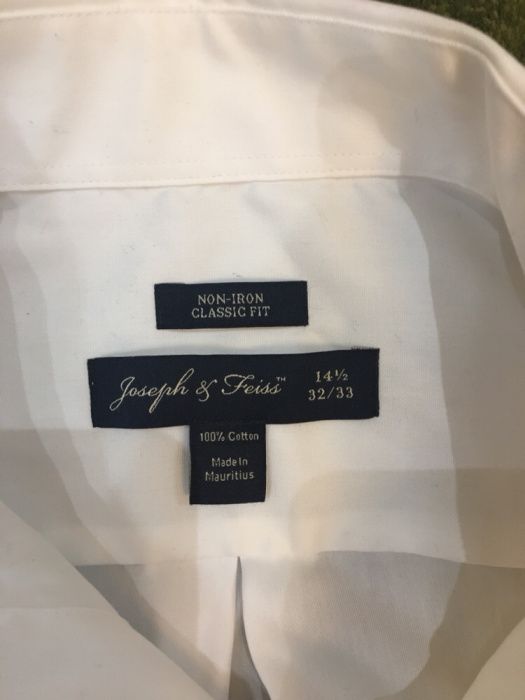 NON-IRON
CLASSIC FIT
Joseph & Feiss™ 14½
32/33
100% Cotton
Made In
Mauritius